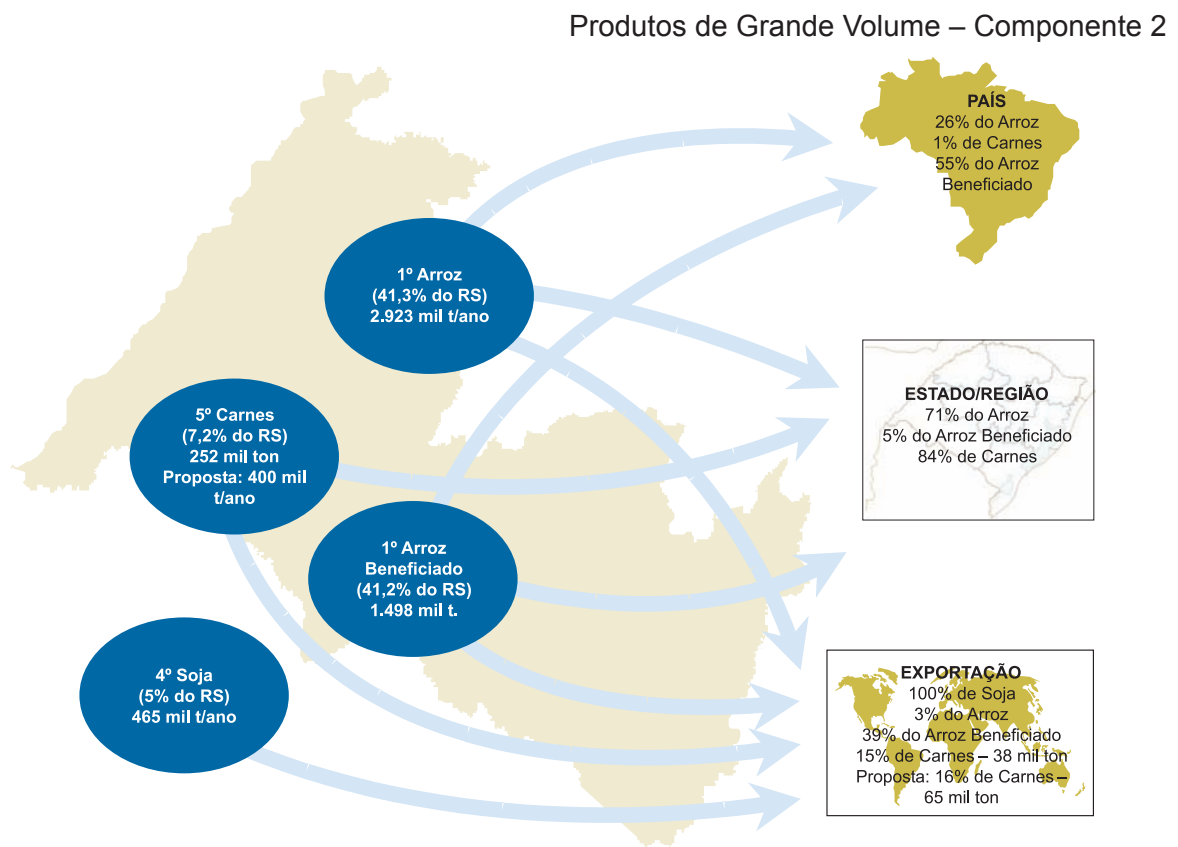 Produtos de Grande Volume – Componente 2
PAÍS
26% do Arroz
1% de Carnes
55% do Arroz
Beneficiado
1º Arroz
(41,3% do RS)
2.923 mil t/ano
ESTADO/REGIÃO
71% do Arroz
5% do Arroz Beneficiado
84% de Carnes
5º Carnes
(7,2% do RS)
252 mil ton
Proposta: 400 mil
t/ano
1º Arroz
Beneficiado
(41,2% do RS)
1.498 mil t.
4º Soja
(5% do RS)
465 mil t/ano
EXPORTAÇÃO
100% de Soja
3% do Arroz
39% do Arroz Beneficiado
15% de Carnes – 38 mil ton
Proposta: 16% de Carnes –
65 mil ton